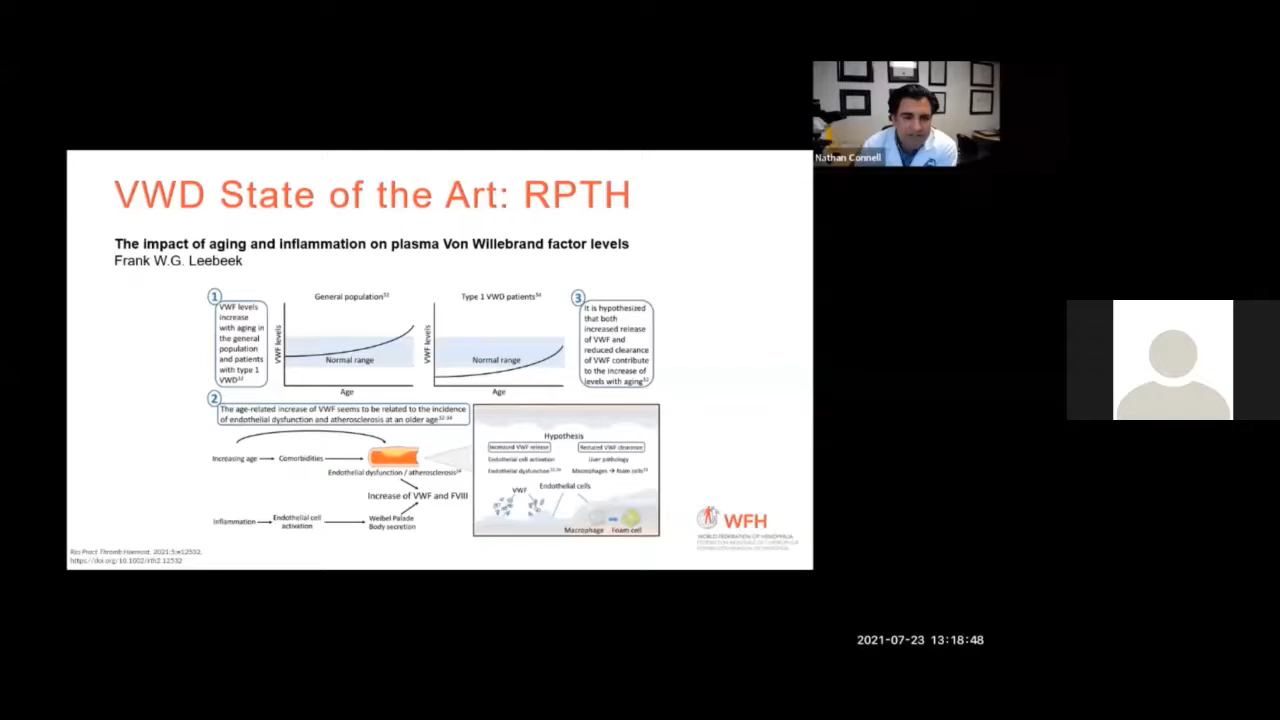 VWD State of the Art: RPTH
The impact of aging and inflammation on plasma Von Willebrand factor levels
Frank W.G. Leebeek
1
VWF levels
increase
with aging in
the general
population
and patients
with type 1
VWD
General population
VWF levels
Normal range
Age
Type 1 VWD patients
VWF levels
Normal range
Age
3
It is hypothesized
that both
increased release
of VWF and
reduced clearance
of VWF contribute
to the increase of
levels with aging
2
The age-related increase of VWF seems to be related to the incidence
of endothelial dysfunction and atherosclerosis at an older age
Increasing age
Comorbidities
Endothelial dysfunction / atherosclerosis
Increase of VWF and FVIII
Inflammation
Endothelial cell
activation
Weibel Palade
Body secretion
Hypothesis
Increased VWF release
Reduced VWF clearance
Endothelial cell activation
Liver pathology
Endothelial dysfunction
Macrophages → foam cells
VWF
Endothelial cells
Macrophage
Foam cell
WFH
WORLD FEDERATION OF HEMOPHILIA
Res Pract Thromb Haemost. 2021;5:e12532.
https://doi.org/10.1002/rth2.12532
Nathan Connell
2021-07-23 13:18:48